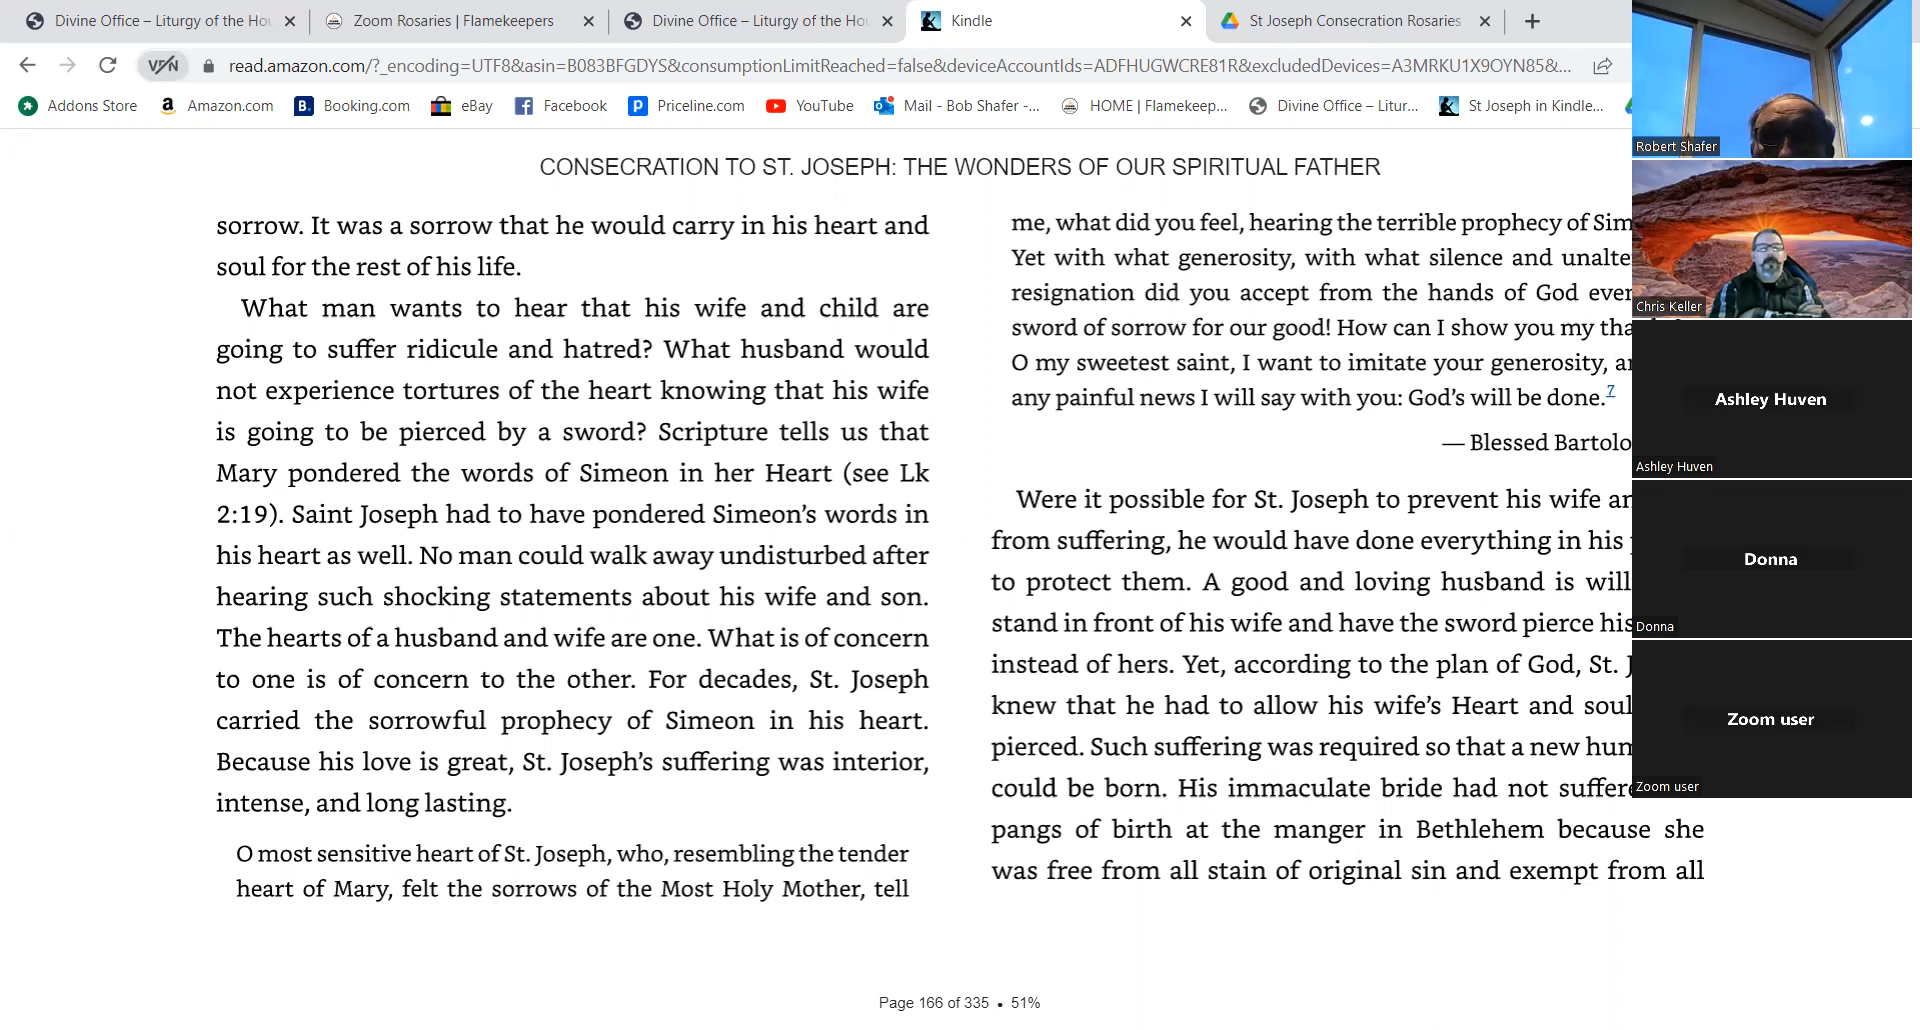 Divine Office – Liturgy of the Hou
Zoom Rosaries | Flamekeepers
Divine Office – Liturgy of the Hou
Kindle
St Joseph Consecration Rosaries
VPN
read.amazon.com/?_encoding=UTF8&asin=B083BFGDYS&consumptionLimitReached=false&deviceAccountIds=ADFHUGWCRE81R&excludedDevices=A3MRKU1X9OYN85&...
Addons Store
Amazon.com
Booking.com
eBay
Facebook
Priceline.com
YouTube
Mail - Bob Shafer -...
HOME | Flamekeep...
Divine Office – Litur...
St Joseph in Kindle...
CONSECRATION TO ST. JOSEPH: THE WONDERS OF OUR SPIRITUAL FATHER
sorrow. It was a sorrow that he would carry in his heart and
soul for the rest of his life.
What man wants to hear that his wife and child are
going to suffer ridicule and hatred? What husband would
not experience tortures of the heart knowing that his wife
is going to be pierced by a sword? Scripture tells us that
Mary pondered the words of Simeon in her Heart (see Lk
2:19). Saint Joseph had to have pondered Simeon's words in
his heart as well. No man could walk away undisturbed after
hearing such shocking statements about his wife and son.
The hearts of a husband and wife are one. What is of concern
to one is of concern to the other. For decades, St. Joseph
carried the sorrowful prophecy of Simeon in his heart.
Because his love is great, St. Joseph's suffering was interior,
intense, and long lasting.
O most sensitive heart of St. Joseph, who, resembling the tender
heart of Mary, felt the sorrows of the Most Holy Mother, tell
me, what did you feel, hearing the terrible prophecy of Sim
Yet with what generosity, with what silence and unalte
resignation did you accept from the hands of God ever
sword of sorrow for our good! How can I show you my tha
O my sweetest saint, I want to imitate your generosity, an
any painful news I will say with you: God's will be done.7
— Blessed Bartolo
Were it possible for St. Joseph to prevent his wife an
from suffering, he would have done everything in his
to protect them. A good and loving husband is will
stand in front of his wife and have the sword pierce his
instead of hers. Yet, according to the plan of God, St. J
knew that he had to allow his wife's Heart and soul
pierced. Such suffering was required so that a new hum
could be born. His immaculate bride had not suffere
pangs of birth at the manger in Bethlehem because she
was free from all stain of original sin and exempt from all
Page 166 of 335 • 51%
Robert Shafer
Chris Keller
Ashley Huven
Ashley Huven
Donna
Donna
Zoom user
Zoom user